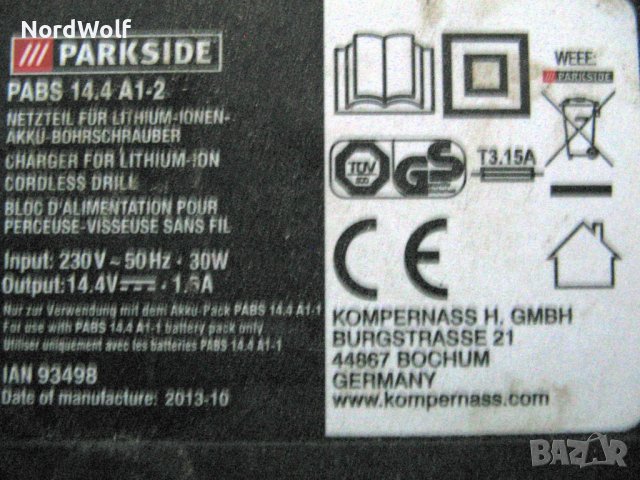 NordWolf
/// PARKSIDE
PABS 14.4 A1-2
NETZTEIL FÜR LITHIUM-IONEN-
AKKU-BOHRSCHRAUBER
CHARGER FOR LITHIUM-ION
CORDLESS DRILL
BLOC D'ALIMENTATION POUR
PERCEUSE-VISSEUSE SANS FIL
Input: 230V ~ 50Hz · 30W
Output: 14.4V⎓ · 1.5A
Nur zur Verwendung mit dem Akku-Pack PABS 14.4 A1-1
For use with PABS 14.4 A1-1 battery pack only
Utiliser uniquement avec les batteries PABS 14.4 A1-1
IAN 93498
Date of manufacture: 2013-10
WEEE:
/// PARKSIDE
TÜV
GS
T3.15A
CE
KOMPERNASS H. GMBH
BURGSTRASSE 21
44867 BOCHUM
GERMANY
www.kompernass.com
BAZAR